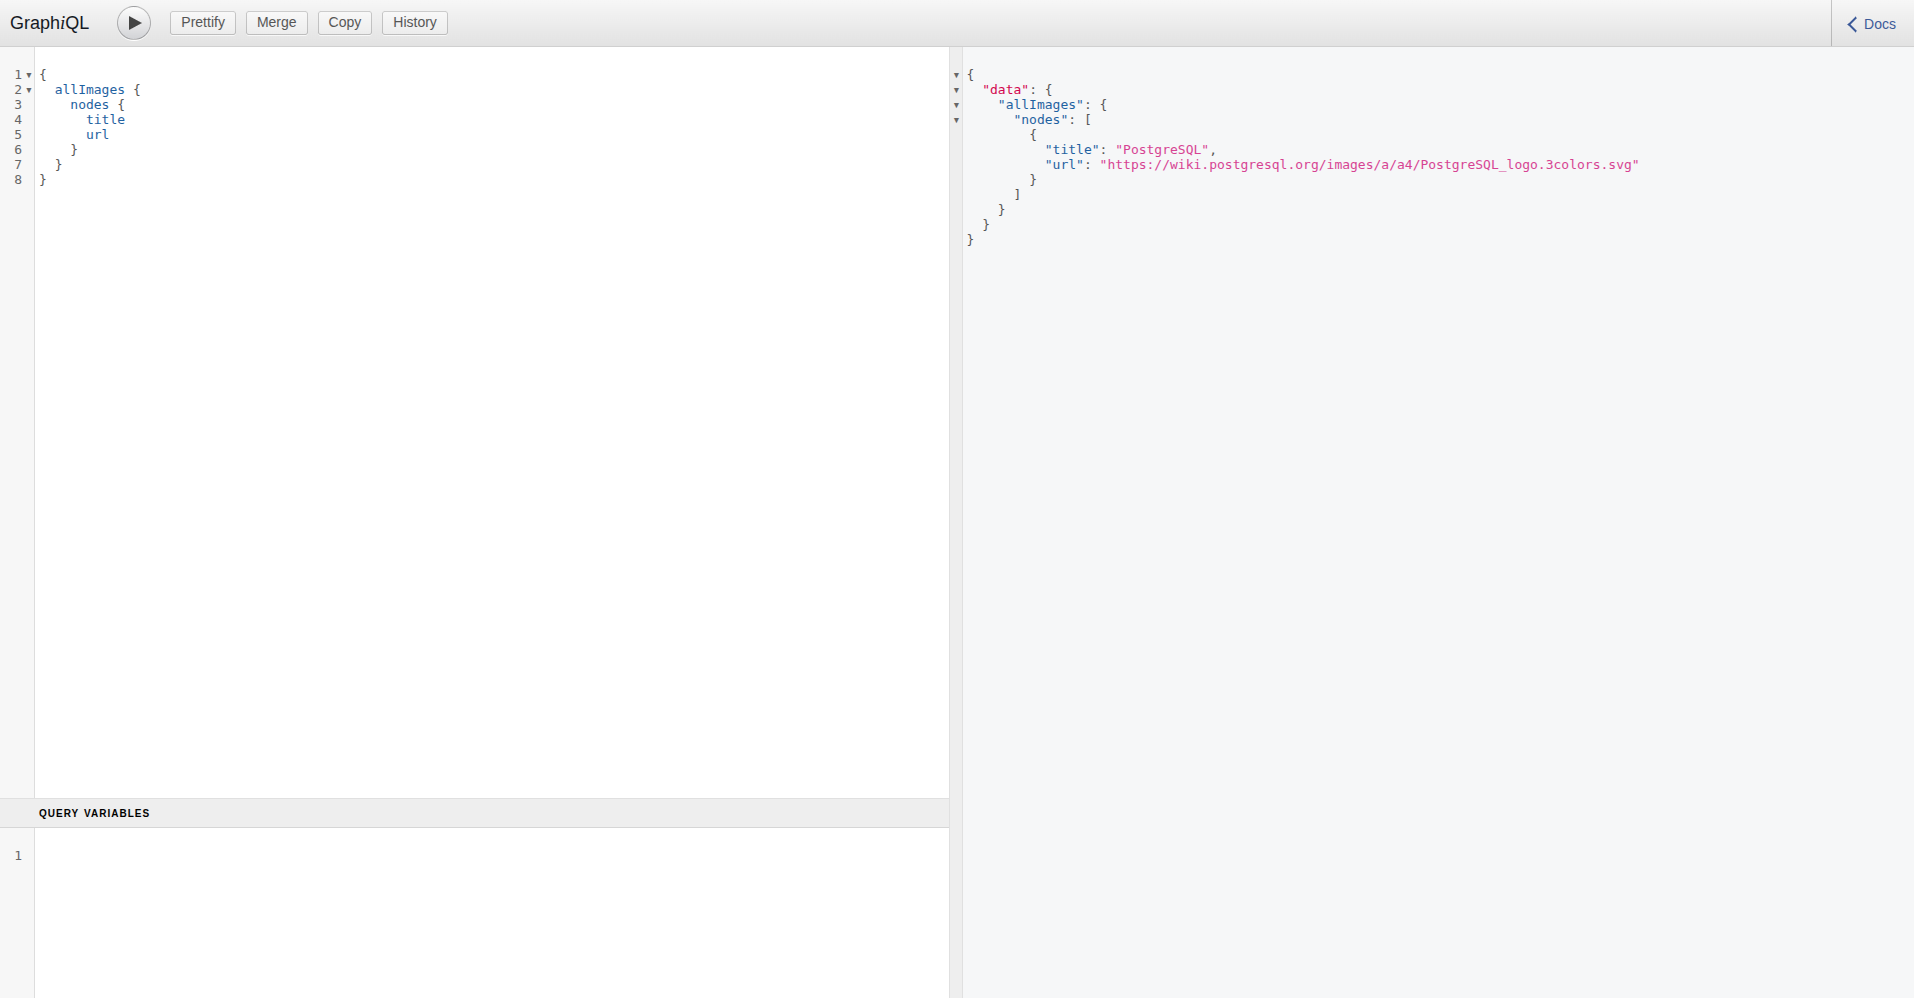 GraphiQL Prettify Merge Copy History Docs
1 {
2   allImages {
3     nodes {
4       title
5       url
6     }
7   }
8 }
QUERY VARIABLES
1
{
  "data": {
    "allImages": {
      "nodes": [
        {
          "title": "PostgreSQL",
          "url": "https://wiki.postgresql.org/images/a/a4/PostgreSQL_logo.3colors.svg"
        }
      ]
    }
  }
}